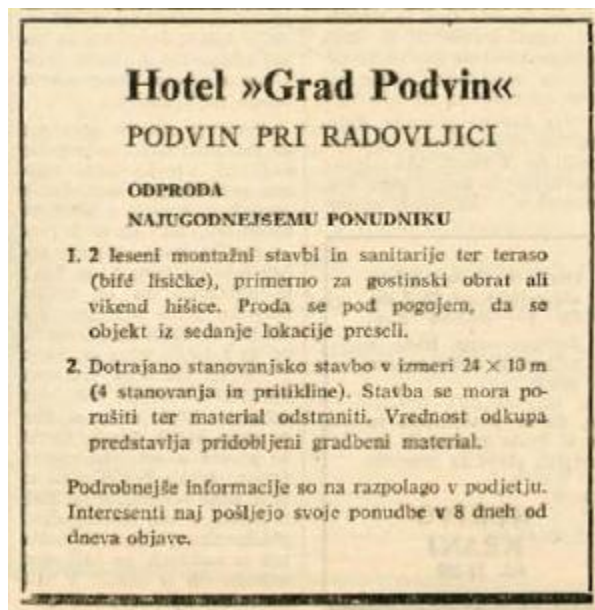 Hotel »Grad Podvin«
PODVIN PRI RADOVLJICI
ODPRODA
NAJUGODNEJSEMU PONUDNIKU
1. 2 leseni montažni stavbi in sanitarije ter teraso
(bifé lisičke), primerno za gostinski obrat ali
vikend hišice. Proda se pod pogojem, da se
objekt iz sedanje lokacije preseli.
2. Dotrajano stanovanjsko stavbo v izmeri 24 × 10 m
(4 stanovanja in pritikline). Stavba se mora po-
rušiti ter material odstraniti. Vrednost odkupa
predstavlja pridobljeni gradbeni material.
Podrobnejše informacije so na razpolago v podjetju.
Interesenti naj pošljejo svoje ponudbe v 8 dneh od
dneva objave.